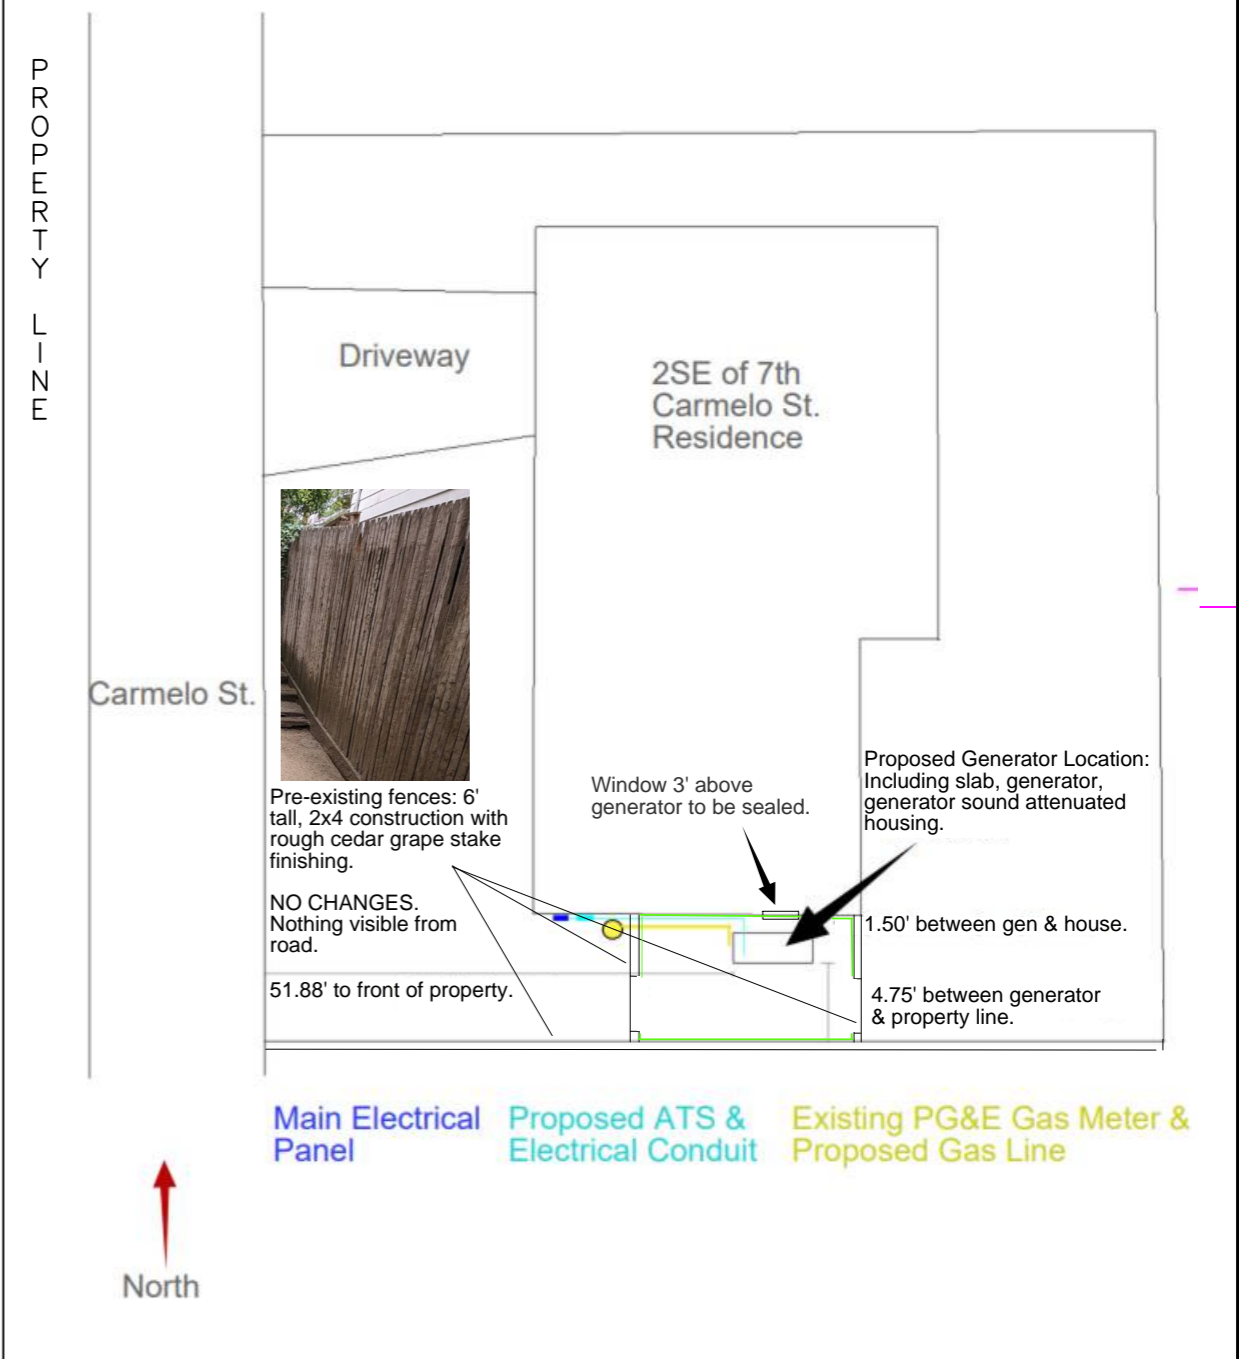 PROPERTY LINE
Driveway
2SE of 7th
Carmelo St.
Residence
Carmelo St.
Window 3' above
generator to be sealed.
Proposed Generator Location:
Including slab, generator,
generator sound attenuated
housing.
Pre-existing fences: 6'
tall, 2x4 construction with
rough cedar grape stake
finishing.
NO CHANGES.
Nothing visible from
road.
1.50' between gen & house.
51.88' to front of property.
4.75' between generator
& property line.
Main Electrical
Panel
Proposed ATS &
Electrical Conduit
Existing PG&E Gas Meter &
Proposed Gas Line
North